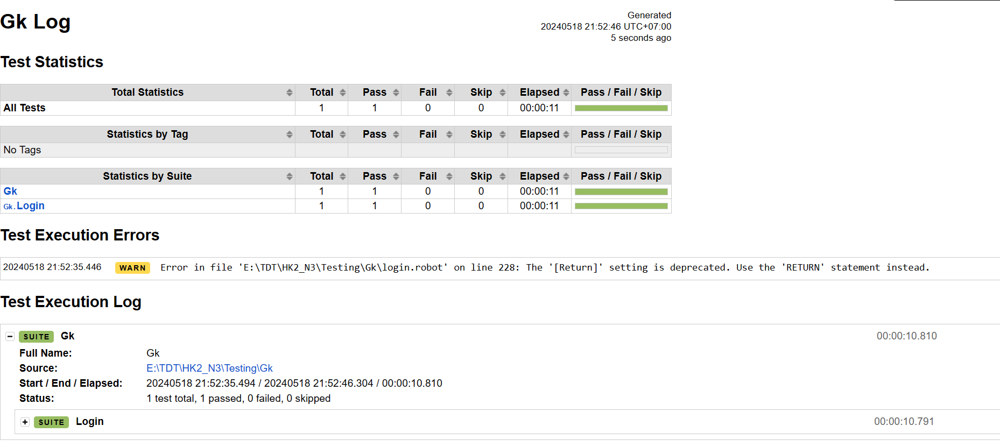 Gk Log
Generated
20240518 21:52:46 UTC+07:00
5 seconds ago
Test Statistics
Total Statistics Total Pass Fail Skip Elapsed Pass / Fail / Skip
All Tests 1 1 0 0 00:00:11
Statistics by Tag Total Pass Fail Skip Elapsed Pass / Fail / Skip
No Tags
Statistics by Suite Total Pass Fail Skip Elapsed Pass / Fail / Skip
Gk 1 1 0 0 00:00:11
Gk.Login 1 1 0 0 00:00:11
Test Execution Errors
20240518 21:52:35.446 WARN Error in file 'E:\TDT\HK2_N3\Testing\Gk\login.robot' on line 228: The '[Return]' setting is deprecated. Use the 'RETURN' statement instead.
Test Execution Log
SUITE Gk 00:00:10.810
Full Name: Gk
Source: E:\TDT\HK2_N3\Testing\Gk
Start / End / Elapsed: 20240518 21:52:35.494 / 20240518 21:52:46.304 / 00:00:10.810
Status: 1 test total, 1 passed, 0 failed, 0 skipped
SUITE Login 00:00:10.791